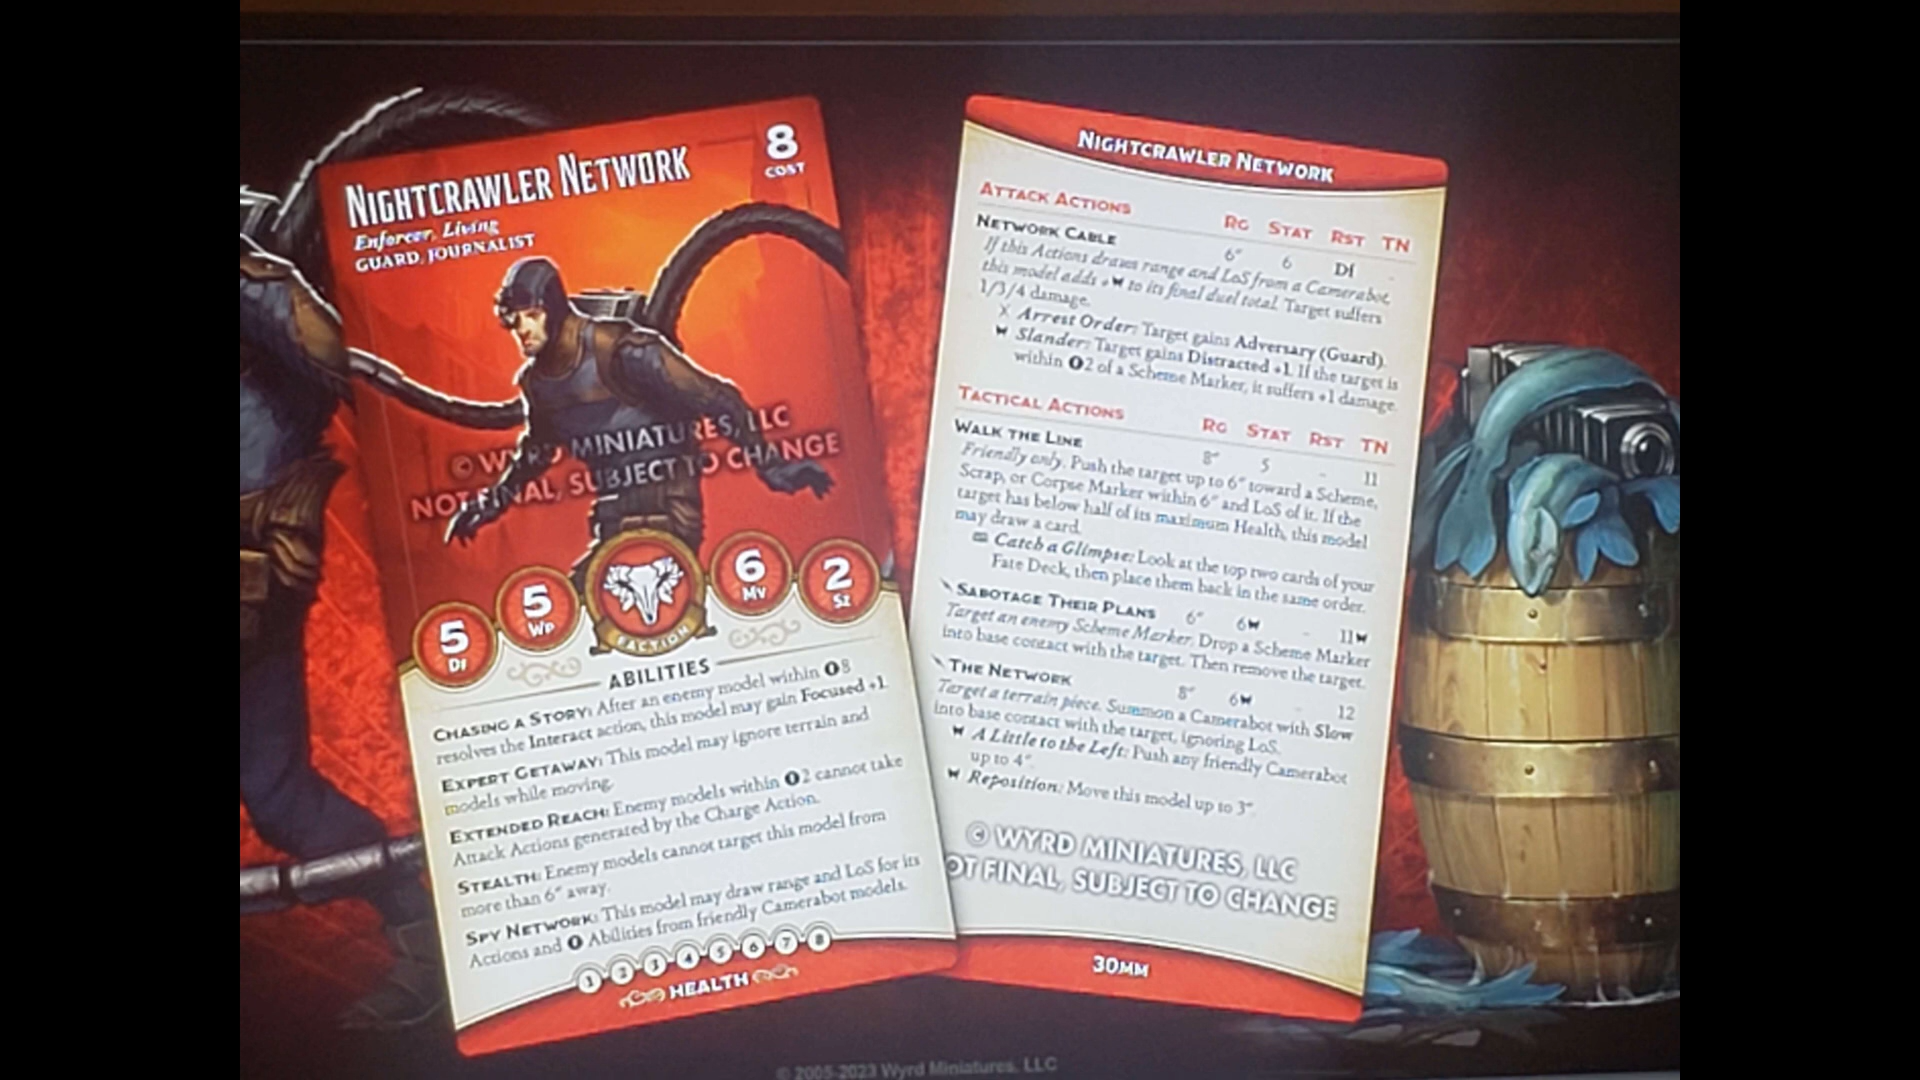 NIGHTCRAWLER NETWORK
8
COST
Enforcer, Living
GUARD, JOURNALIST
© WYRD MINIATURES, LLC
NOT FINAL, SUBJECT TO CHANGE
5
DF
5
WP
FACTION
6
MV
2
SZ
ABILITIES
CHASING A STORY: After an enemy model within 8
resolves the Interact action, this model may gain Focused +1.
EXPERT GETAWAY: This model may ignore terrain and
models while moving.
EXTENDED REACH: Enemy models within 2 cannot take
Attack Actions generated by the Charge Action.
STEALTH: Enemy models cannot target this model from
more than 6" away.
SPY NETWORK: This model may draw range and LoS for its
Actions and Abilities from friendly Camerabot models.
1 2 3 4 5 6 7 8
HEALTH
NIGHTCRAWLER NETWORK
ATTACK ACTIONS RG STAT RST TN
NETWORK CABLE 6" 6 Df -
If this Actions draws range and LoS from a Camerabot,
this model adds + to its final duel total. Target suffers
1/3/4 damage.
Arrest Order: Target gains Adversary (Guard).
Slander: Target gains Distracted +1. If the target is
within 2 of a Scheme Marker, it suffers +1 damage.
TACTICAL ACTIONS RG STAT RST TN
WALK THE LINE 8" 5 - 11
Friendly only. Push the target up to 6" toward a Scheme,
Scrap, or Corpse Marker within 6" and LoS of it. If the
target has below half of its maximum Health, this model
may draw a card.
Catch a Glimpse: Look at the top two cards of your
Fate Deck, then place them back in the same order.
SABOTAGE THEIR PLANS 6" 6 - 11
Target an enemy Scheme Marker. Drop a Scheme Marker
into base contact with the target. Then remove the target.
THE NETWORK 8" 6 - 12
Target a terrain piece. Summon a Camerabot with Slow
into base contact with the target, ignoring LoS.
A Little to the Left: Push any friendly Camerabot
up to 4".
Reposition: Move this model up to 3".
© WYRD MINIATURES, LLC
OT FINAL, SUBJECT TO CHANGE
30MM
© 2005-2023 Wyrd Miniatures, LLC